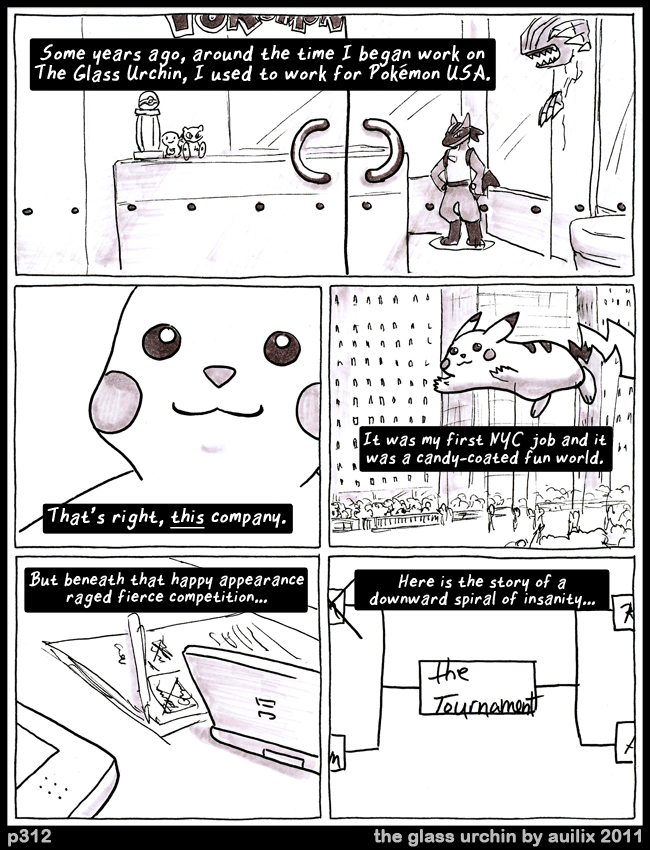 POKéMON
Some years ago, around the time I began work on
The Glass Urchin, I used to work for Pokémon USA.
That's right, this company.
It was my first NYC job and it
was a candy-coated fun world.
But beneath that happy appearance
raged fierce competition...
Here is the story of a
downward spiral of insanity...
the
Tournament
p312
the glass urchin by auilix 2011